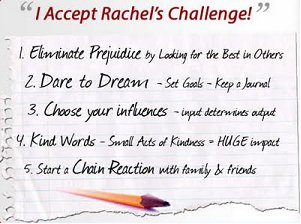 "I Accept Rachel's Challenge!"
1. Eliminate Prejudice by Looking for the Best in Others
2. Dare to Dream - Set Goals - Keep a Journal
3. Choose your influences - input determines output
4. Kind Words - Small Acts of Kindness = HUGE impact
5. Start a Chain Reaction with family & friends